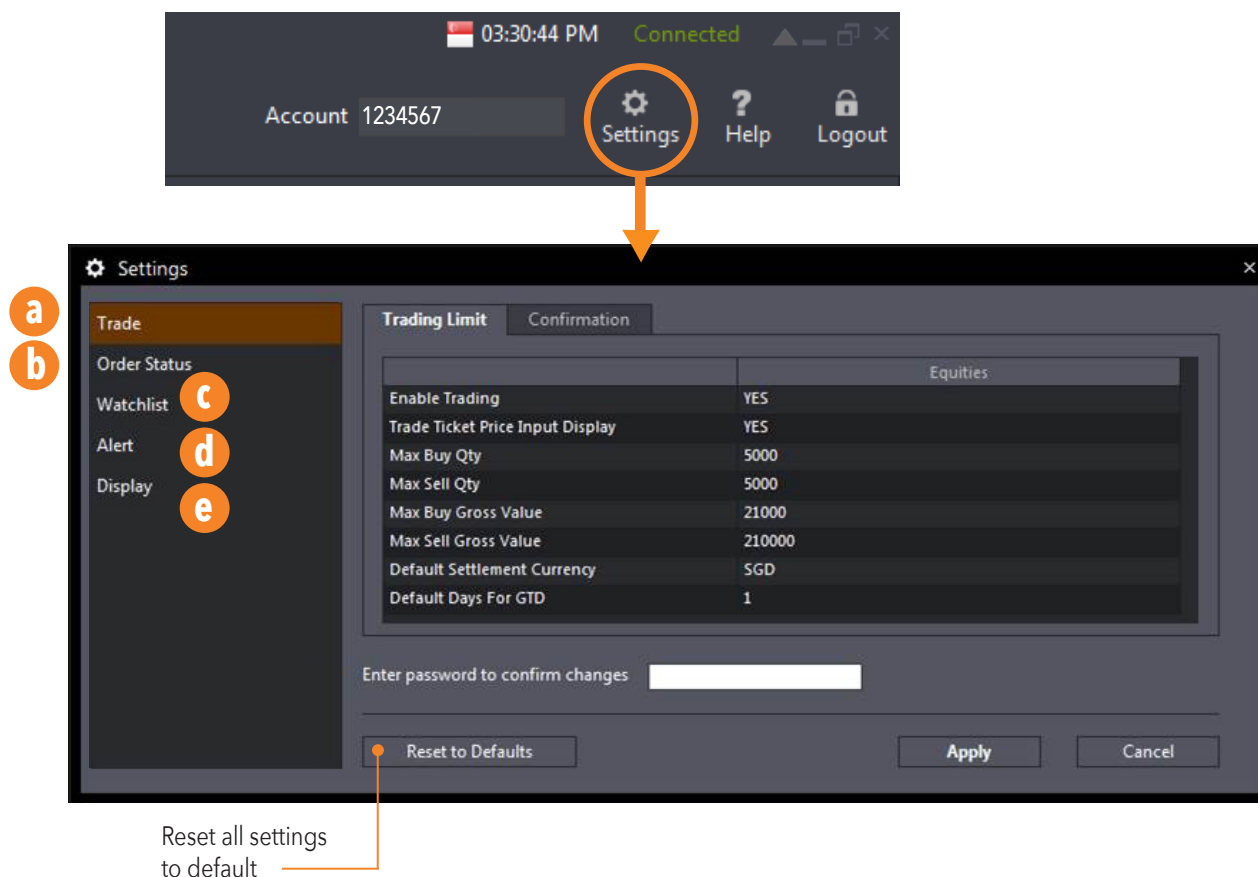 03:30:44 PM Connected
Account 1234567
Settings Help Logout
Settings
a
b
c
d
e
Trade
Order Status
Watchlist
Alert
Display
Trading Limit Confirmation
Equities
Enable Trading YES
Trade Ticket Price Input Display YES
Max Buy Qty 5000
Max Sell Qty 5000
Max Buy Gross Value 21000
Max Sell Gross Value 210000
Default Settlement Currency SGD
Default Days For GTD 1
Enter password to confirm changes
Reset to Defaults Apply Cancel
Reset all settings
to default